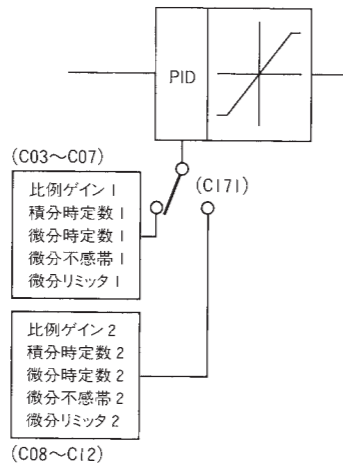 PID
(C03～C07)
(C171)
比例ゲイン1
積分時定数1
微分時定数1
微分不感帯1
微分リミッタ1
比例ゲイン2
積分時定数2
微分時定数2
微分不感帯2
微分リミッタ2
(C08～C12)